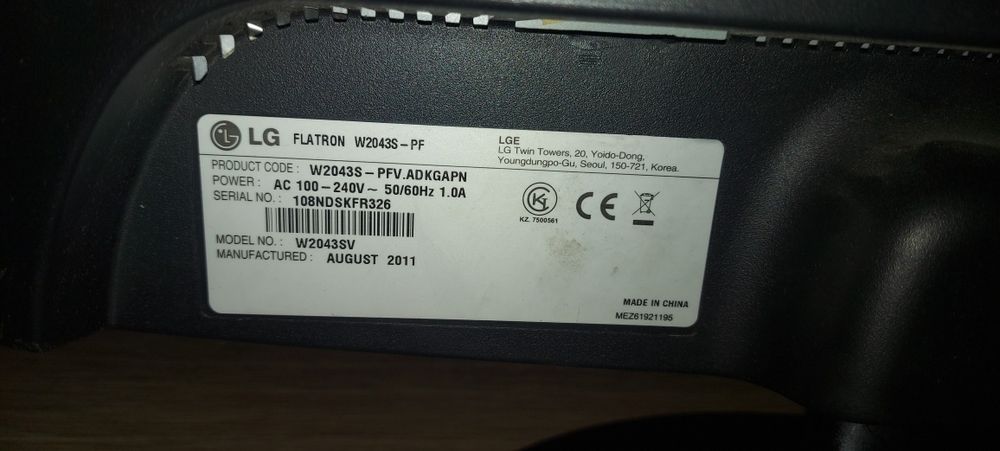 LG FLATRON W2043S-PF
LGE
LG Twin Towers, 20, Yoido-Dong,
Youngdungpo-Gu, Seoul, 150-721, Korea.
PRODUCT CODE : W2043S-PFV.ADKGAPN
POWER : AC 100-240V~ 50/60Hz 1.0A
SERIAL NO. : 108NDSKFR326
MODEL NO. : W2043SV
MANUFACTURED : AUGUST 2011
KZ. 7500561
CE
MADE IN CHINA
MEZ61921195